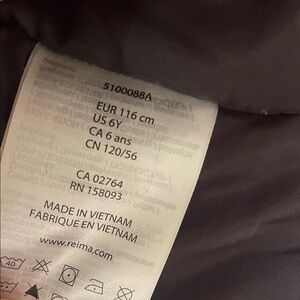 5100088A
EUR 116 cm
US 6Y
CA 6 ans
CN 120/56
CA 02764
RN 158093
MADE IN VIETNAM
FABRIQUE EN VIETNAM
www.reima.com
40